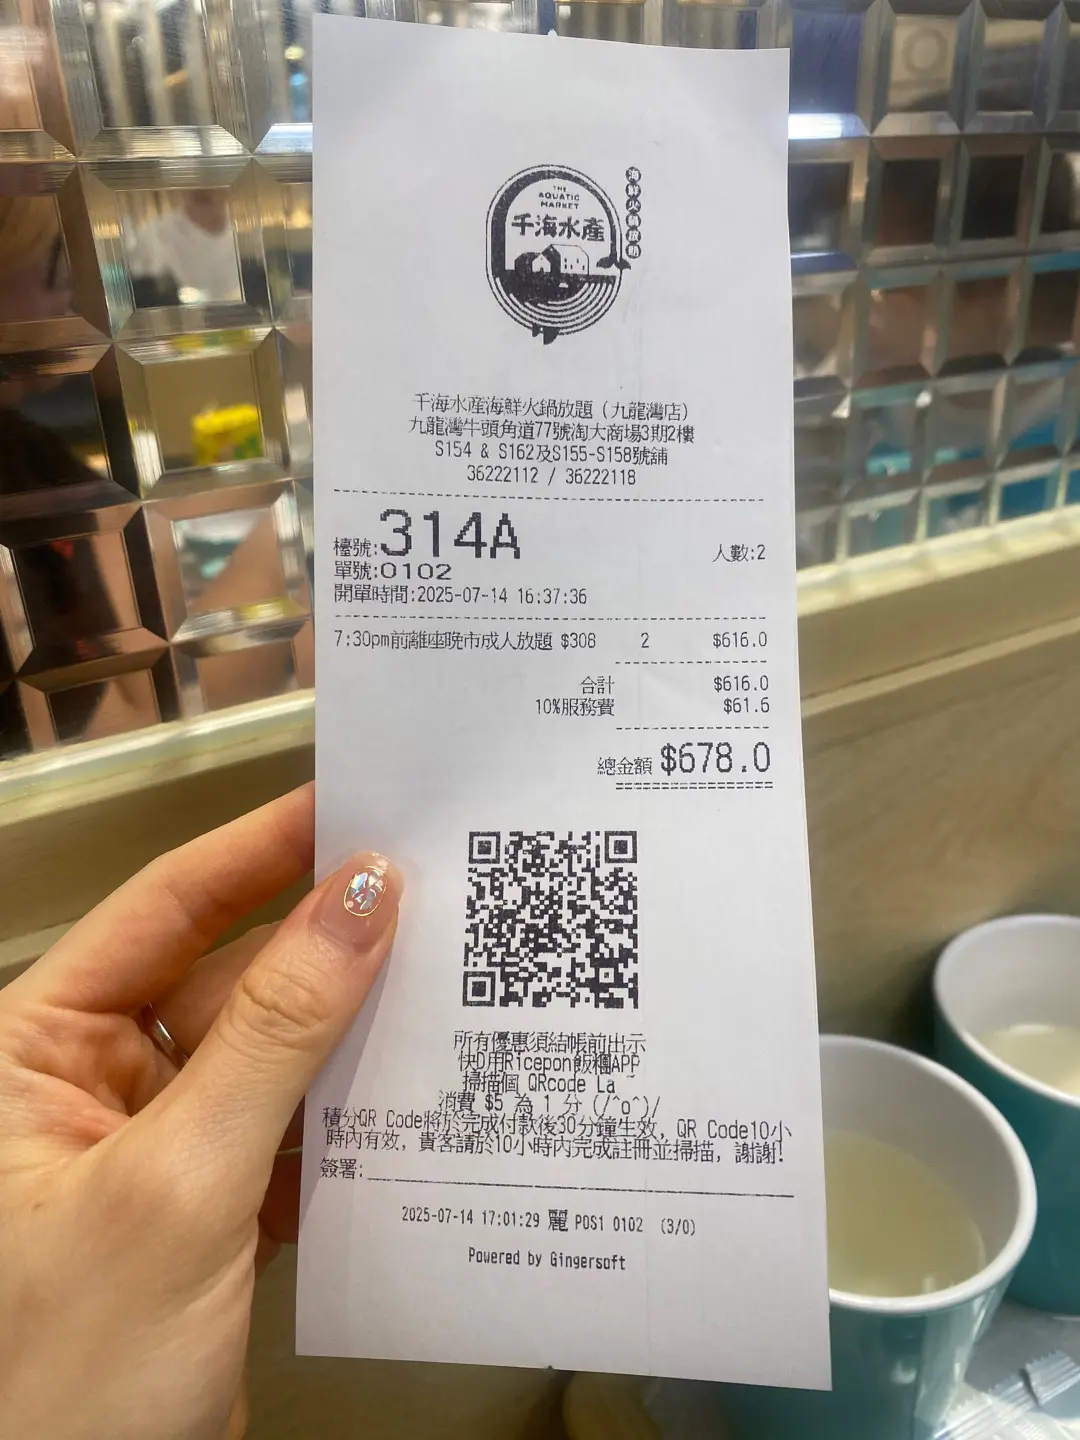 THE
AQUATIC
MARKET
千海水產
海鮮火鍋放題
千海水產海鮮火鍋放題（九龍灣店）
九龍灣牛頭角道77號淘大商場3期2樓
S154 & S162及S155-S158號舖
36222112 / 36222118
檯號:314A 人數:2
單號:0102
開單時間:2025-07-14 16:37:36
7:30pm前離座晚市成人放題 $308 2 $616.0
合計 $616.0
10%服務費 $61.6
總金額 $678.0
所有優惠須結帳前出示
快D用Ricepon飯糰APP
掃描個 QRcode La ~
消費 $5 為 1 分 (/^o^)/
積分QR Code將於完成付款後30分鐘生效, QR Code10小
時內有效, 貴客請於10小時內完成註冊並掃描, 謝謝!
簽署:
2025-07-14 17:01:29 麗 POS1 0102 (3/0)
Powered by Gingersoft